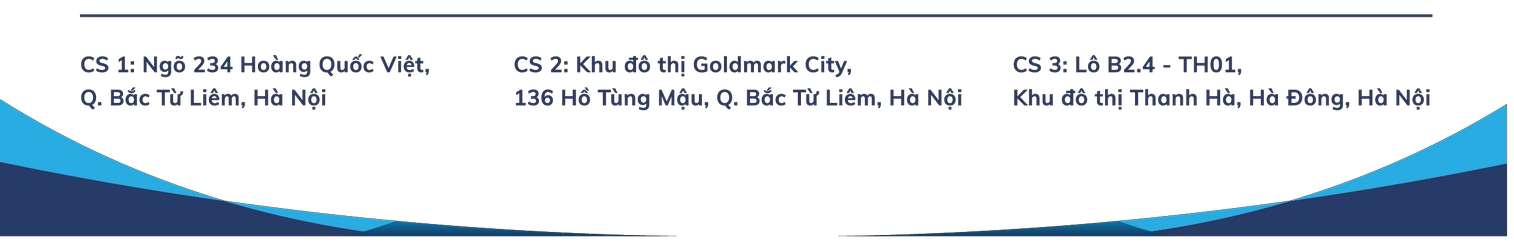 CS 1: Ngõ 234 Hoàng Quốc Việt,
Q. Bắc Từ Liêm, Hà Nội
CS 2: Khu đô thị Goldmark City,
136 Hồ Tùng Mậu, Q. Bắc Từ Liêm, Hà Nội
CS 3: Lô B2.4 - TH01,
Khu đô thị Thanh Hà, Hà Đông, Hà Nội